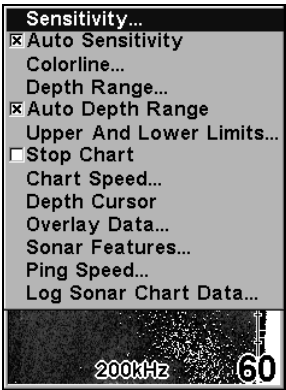 Sensitivity...
Auto Sensitivity
Colorline...
Depth Range...
Auto Depth Range
Upper And Lower Limits...
Stop Chart
Chart Speed...
Depth Cursor
Overlay Data...
Sonar Features...
Ping Speed...
Log Sonar Chart Data...
200kHz 60